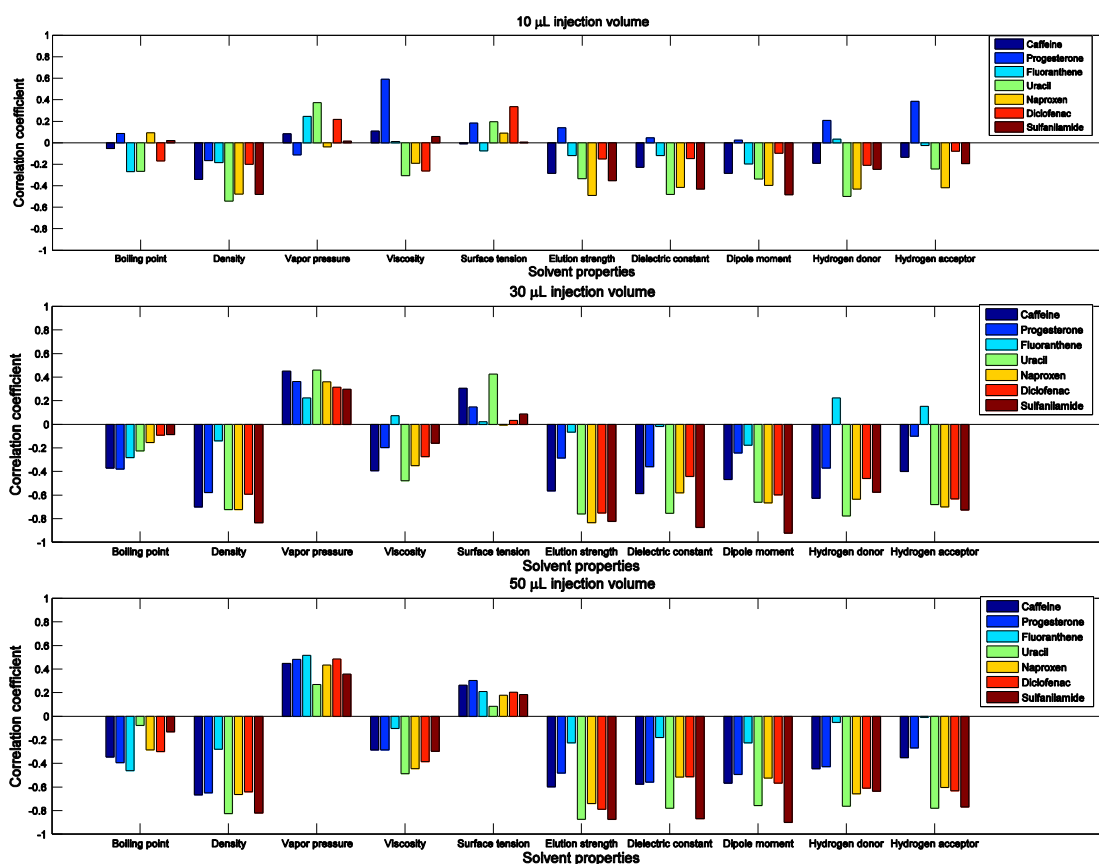 10 μL injection volume
1
0.8
0.6
0.4
0.2
0
-0.2
-0.4
-0.6
-0.8
-1
Correlation coefficient
Caffeine
Progesterone
Fluoranthene
Uracil
Naproxen
Diclofenac
Sulfanilamide
Boiling point Density Vapor pressure Viscosity Surface tension Elution strength Dielectric constant Dipole moment Hydrogen donor Hydrogen acceptor
Solvent properties
30 μL injection volume
1
0.8
0.6
0.4
0.2
0
-0.2
-0.4
-0.6
-0.8
-1
Correlation coefficient
Caffeine
Progesterone
Fluoranthene
Uracil
Naproxen
Diclofenac
Sulfanilamide
Boiling point Density Vapor pressure Viscosity Surface tension Elution strength Dielectric constant Dipole moment Hydrogen donor Hydrogen acceptor
Solvent properties
50 μL injection volume
1
0.8
0.6
0.4
0.2
0
-0.2
-0.4
-0.6
-0.8
-1
Correlation coefficient
Caffeine
Progesterone
Fluoranthene
Uracil
Naproxen
Diclofenac
Sulfanilamide
Boiling point Density Vapor pressure Viscosity Surface tension Elution strength Dielectric constant Dipole moment Hydrogen donor Hydrogen acceptor
Solvent properties